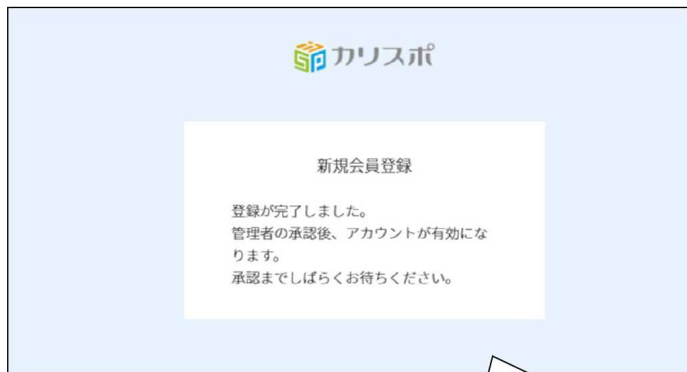 カリスポ
新規会員登録
登録が完了しました。
管理者の承認後、アカウントが有効にな
ります。
承認までしばらくお待ちください。